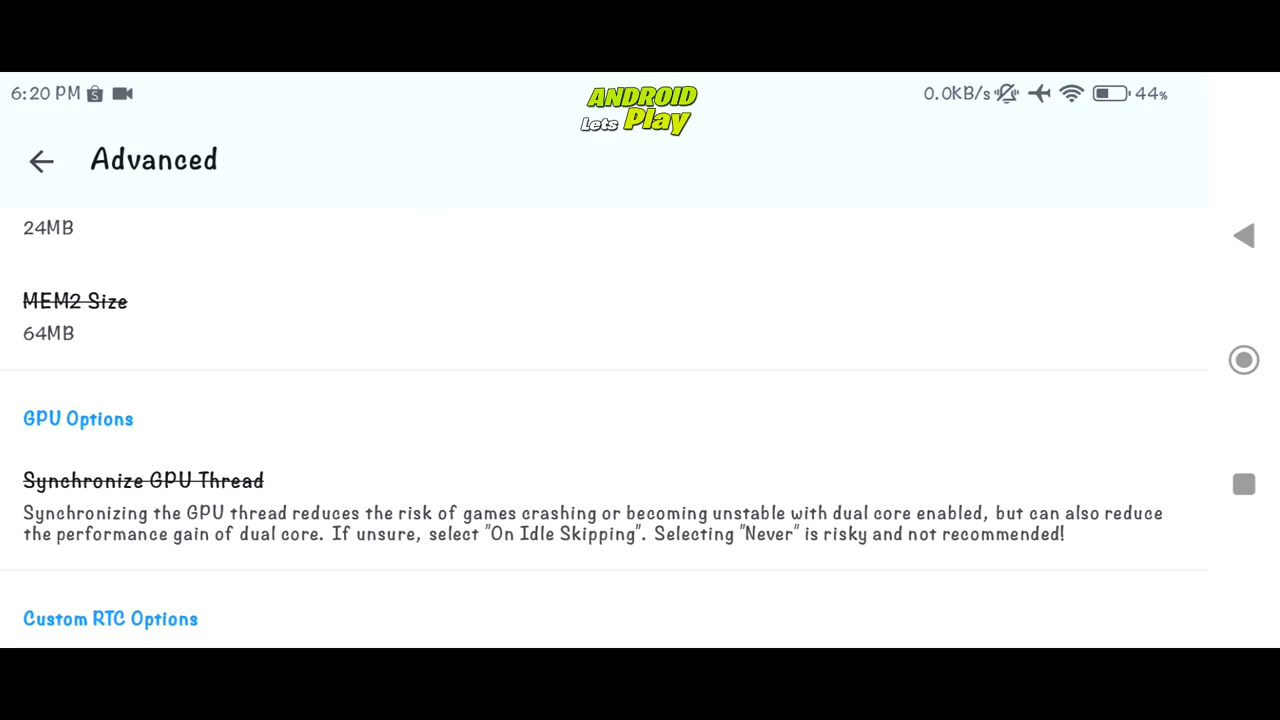 6:20 PM
0.0KB/s 44%
ANDROID
Lets Play
Advanced
24MB
MEM2 Size
64MB
GPU Options
Synchronize GPU Thread
Synchronizing the GPU thread reduces the risk of games crashing or becoming unstable with dual core enabled, but can also reduce
the performance gain of dual core. If unsure, select "On Idle Skipping". Selecting "Never" is risky and not recommended!
Custom RTC Options